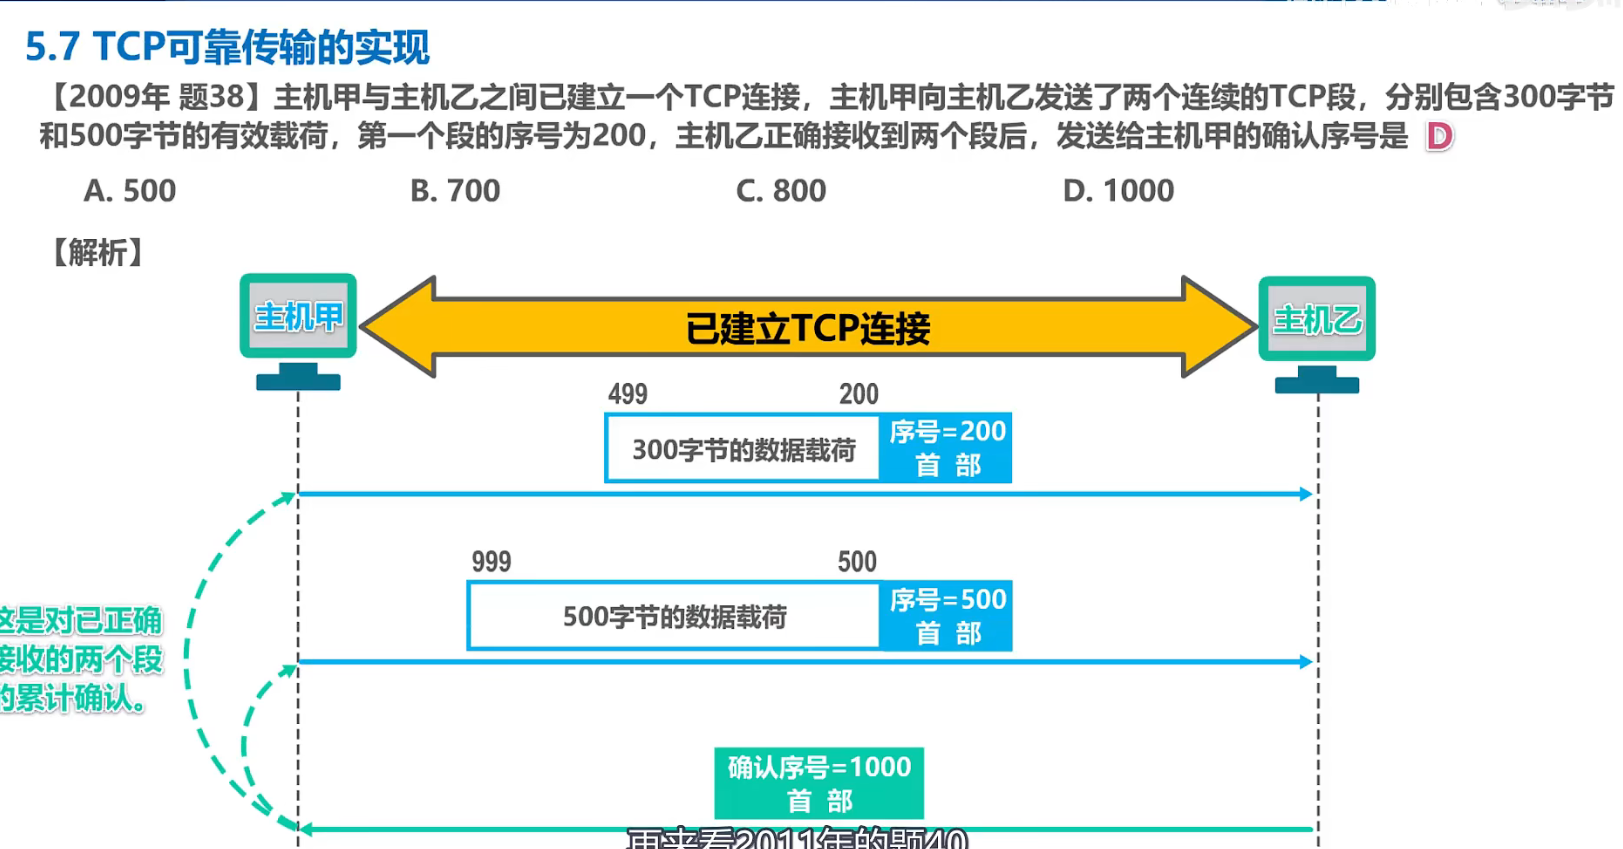 5.7 TCP可靠传输的实现
【2009年 题38】主机甲与主机乙之间已建立一个TCP连接，主机甲向主机乙发送了两个连续的TCP段，分别包含300字节
和500字节的有效载荷，第一个段的序号为200，主机乙正确接收到两个段后，发送给主机甲的确认序号是 D
A. 500 B. 700 C. 800 D. 1000
【解析】
主机甲
已建立TCP连接
主机乙
499 200
300字节的数据载荷
序号=200
首 部
999 500
500字节的数据载荷
序号=500
首 部
这是对已正确
接收的两个段
的累计确认。
确认序号=1000
首 部
再来看2011年的题40